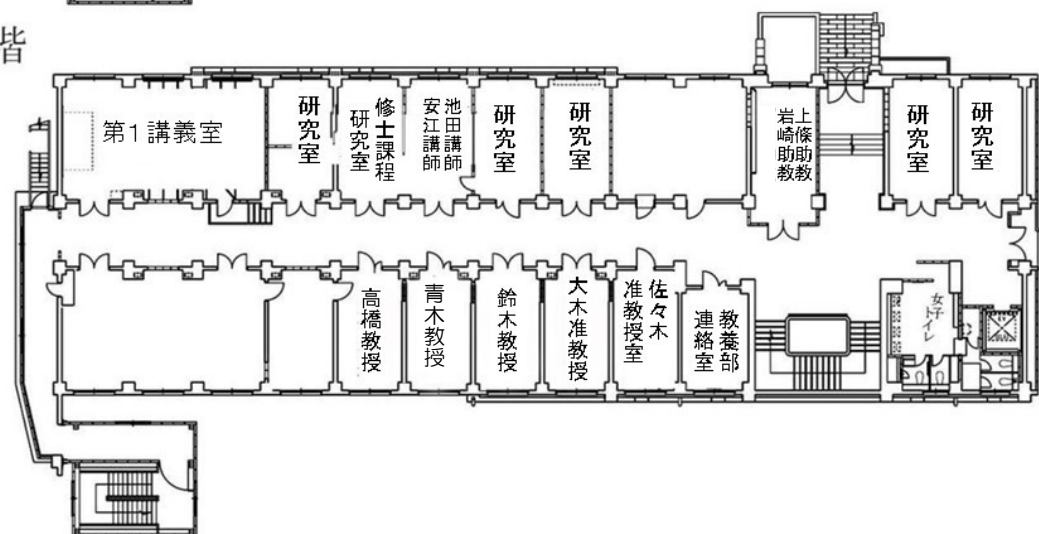 階
第1講義室
研究室
修士課程
研究室
池田講師
安江講師
研究室
研究室
上條助教
岩崎助教
研究室
研究室
高橋教授
青木教授
鈴木教授
大木准教授
佐々木
准教授室
教養部
連絡室
女子
トイレ